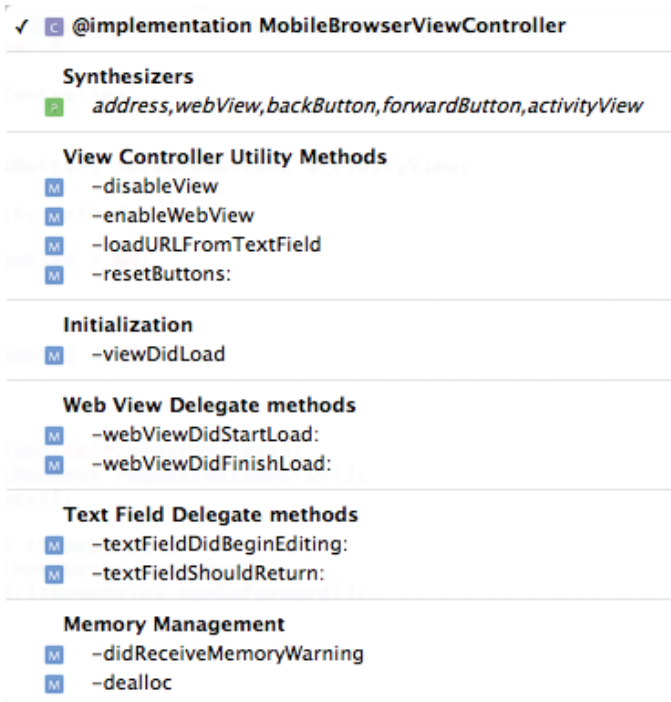 ✓ C @implementation MobileBrowserViewController
Synthesizers
P address,webView,backButton,forwardButton,activityView
View Controller Utility Methods
M -disableView
M -enableWebView
M -loadURLFromTextField
M -resetButtons:
Initialization
M -viewDidLoad
Web View Delegate methods
M -webViewDidStartLoad:
M -webViewDidFinishLoad:
Text Field Delegate methods
M -textFieldDidBeginEditing:
M -textFieldShouldReturn:
Memory Management
M -didReceiveMemoryWarning
M -dealloc